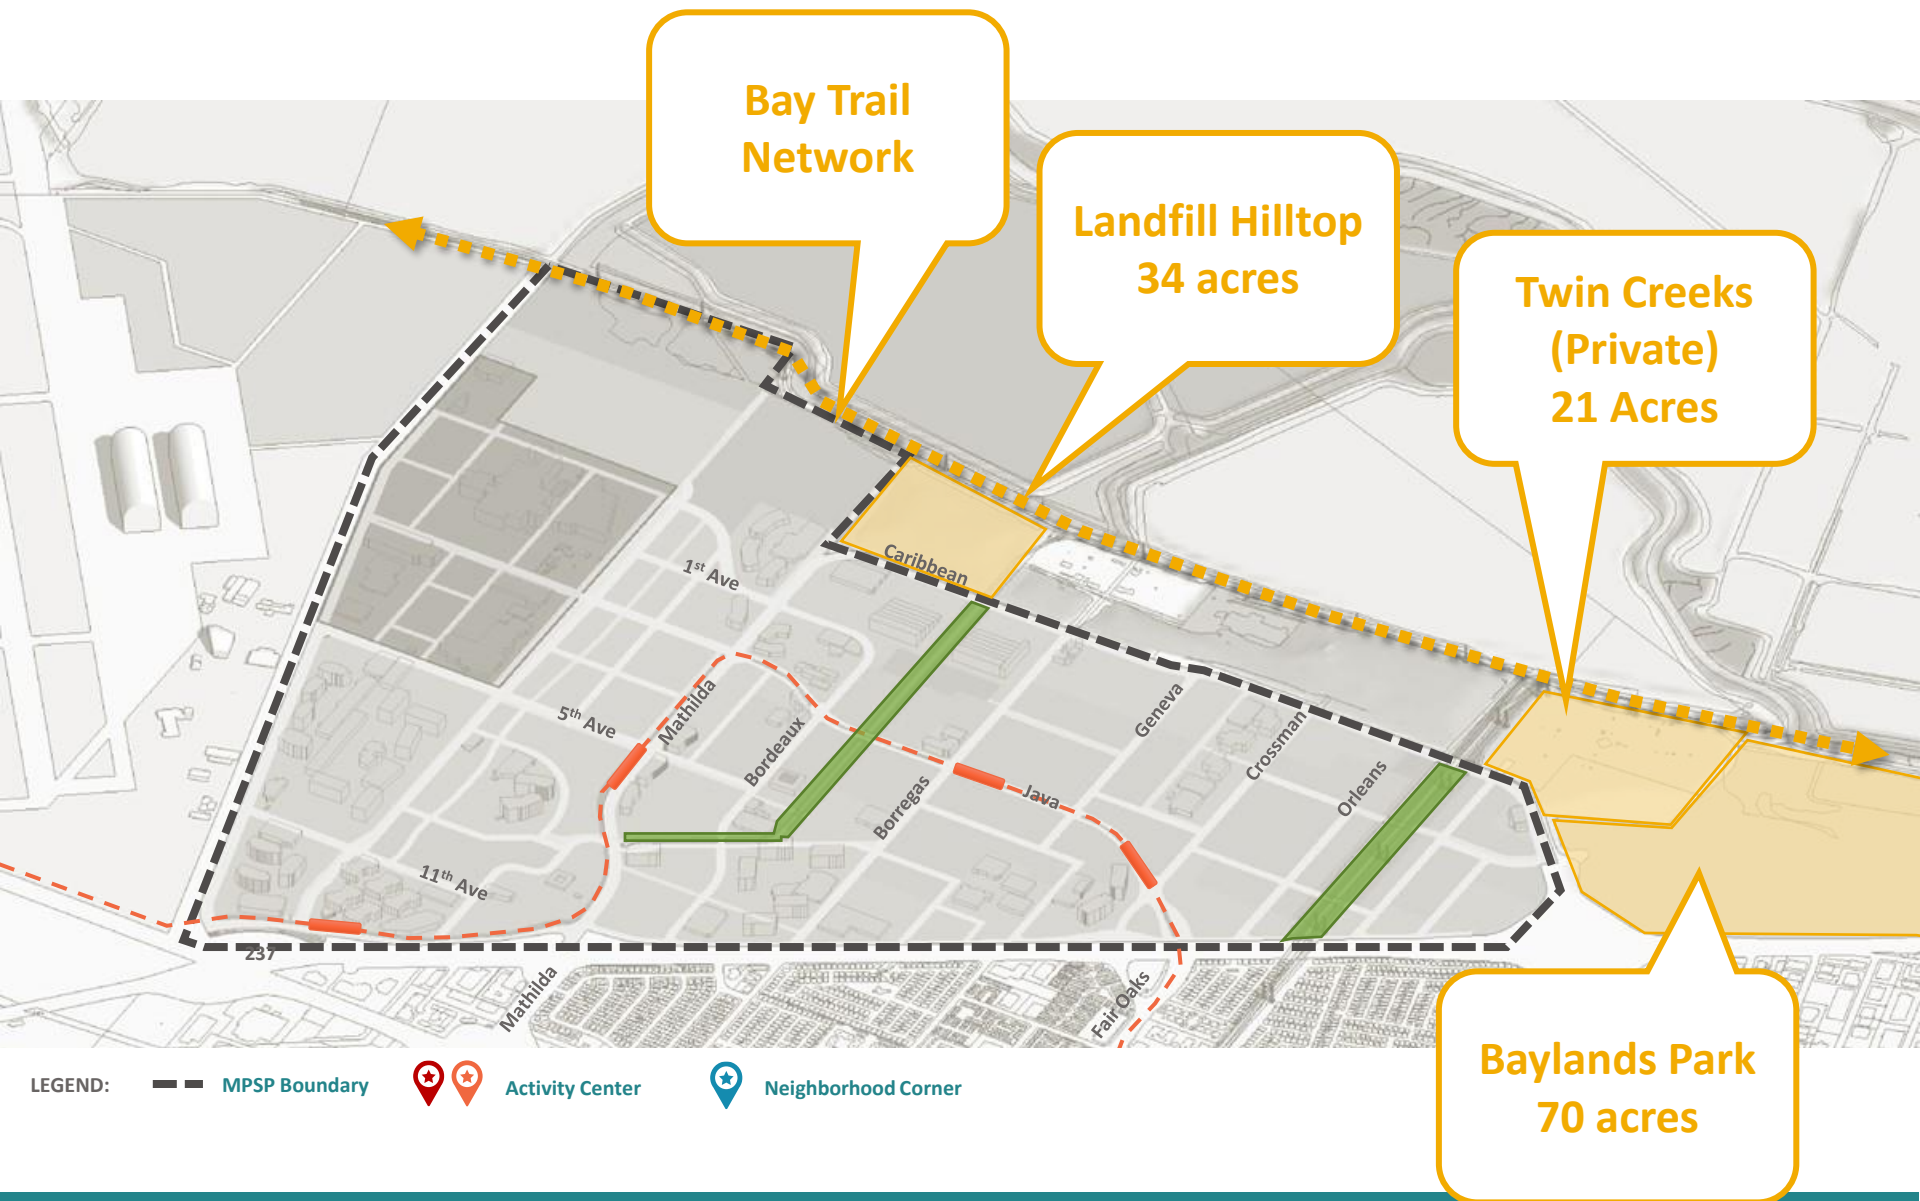 Bay Trail
Network
Landfill Hilltop
34 acres
Twin Creeks
(Private)
21 Acres
Caribbean
1st Ave
5th Ave
Mathilda
Bordeaux
Geneva
Crossman
Orleans
Borregas
Java
11th Ave
237
Mathilda
Fair Oaks
Baylands Park
70 acres
LEGEND:
MPSP Boundary
Activity Center
Neighborhood Corner